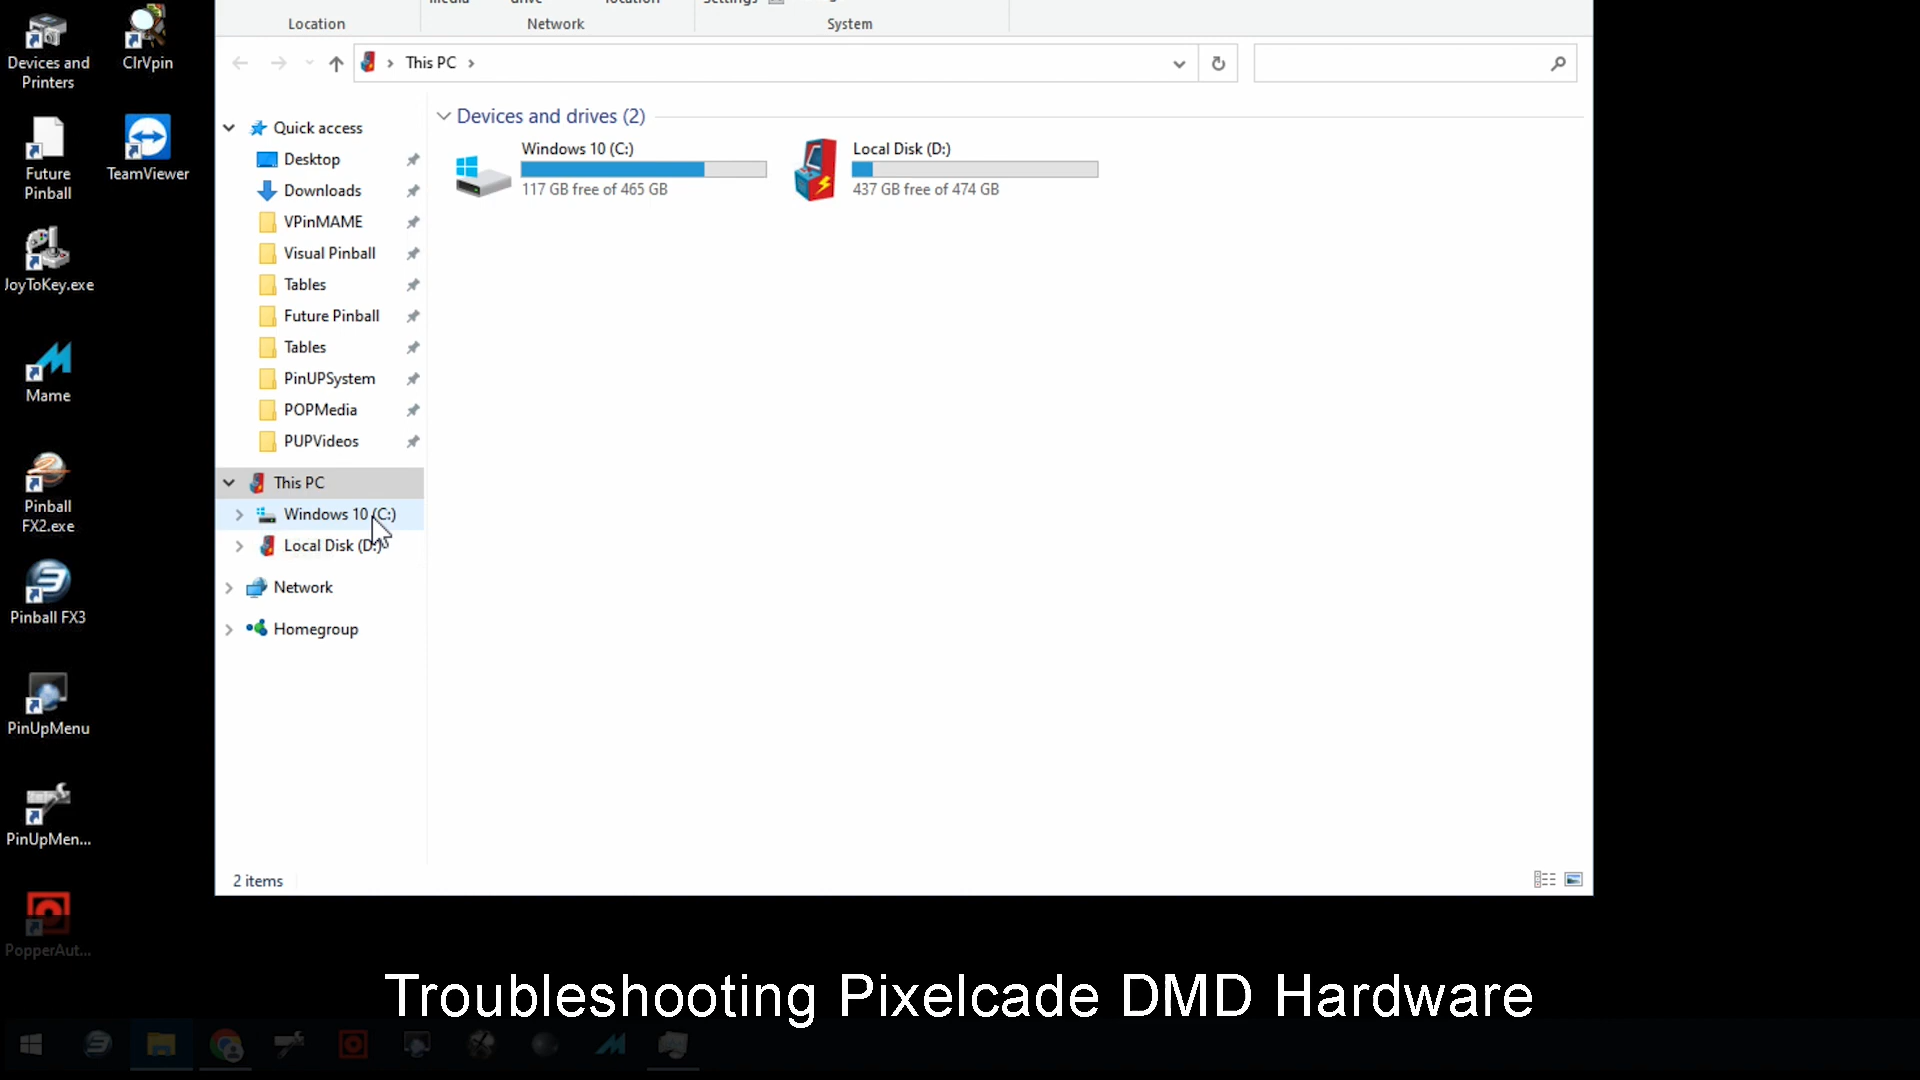 Devices and
Printers
ClrVpin
Future
Pinball
TeamViewer
JoyToKey.exe
Mame
Pinball
FX2.exe
Pinball FX3
PinUpMenu
PinUpMen...
PopperAut...
Location
Network
System
This PC
Quick access
Desktop
Downloads
VPinMAME
Visual Pinball
Tables
Future Pinball
Tables
PinUPSystem
POPMedia
PUPVideos
This PC
Windows 10 (C:)
Local Disk (D:)
Network
Homegroup
Devices and drives (2)
Windows 10 (C:)
117 GB free of 465 GB
Local Disk (D:)
437 GB free of 474 GB
2 items
Troubleshooting Pixelcade DMD Hardware